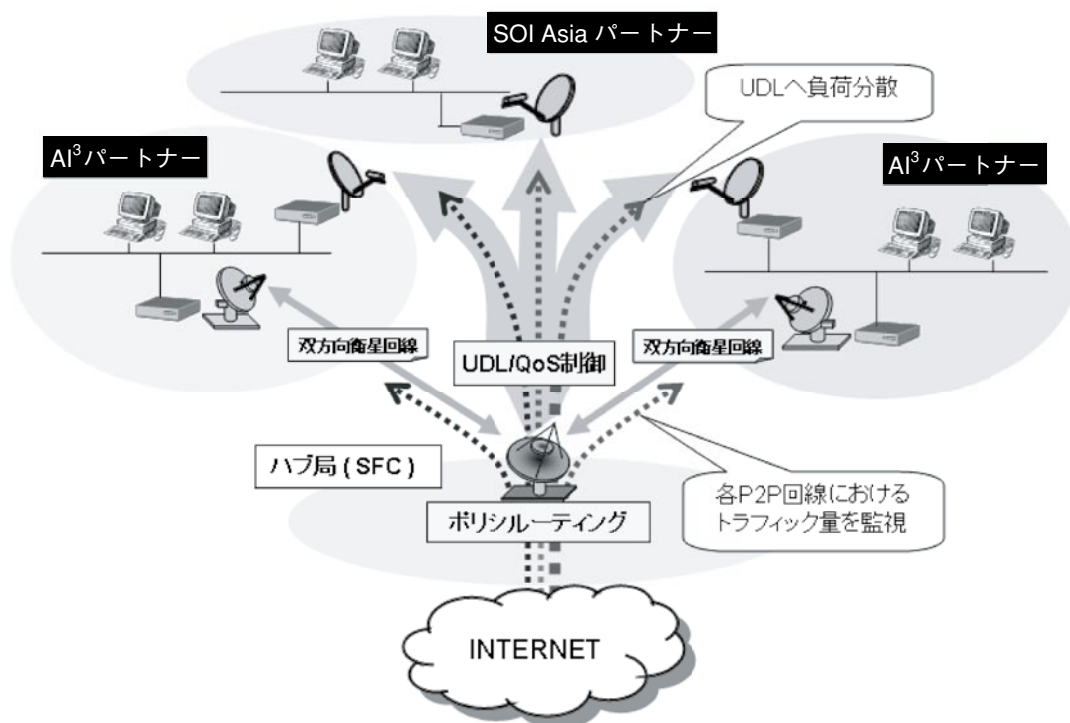 SOI Asia パートナー
UDLへ負荷分散
AI³パートナー
AI³パートナー
双方向衛星回線
UDL/QoS制御
双方向衛星回線
ハブ局 ( SFC )
ポリシルーティング
各P2P回線における
トラフィック量を監視
INTERNET